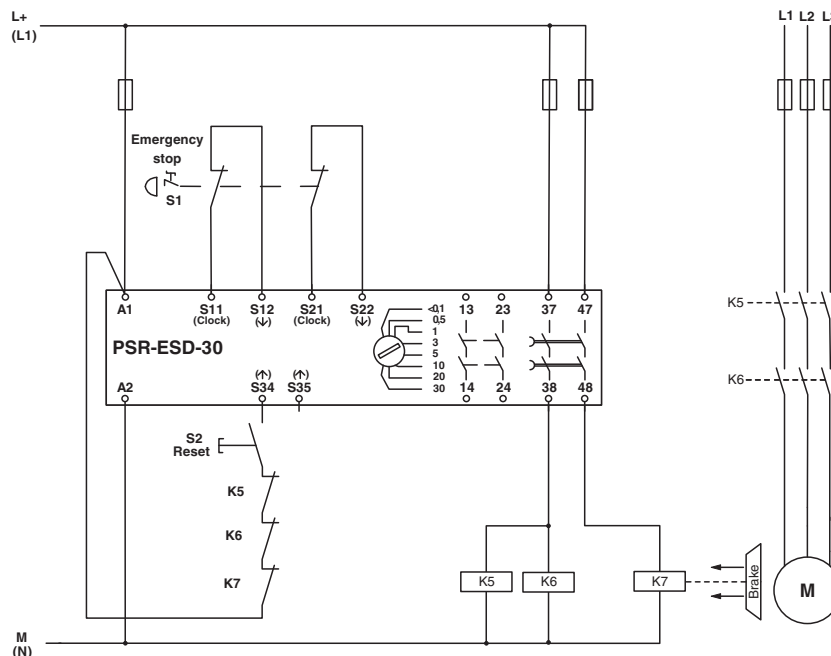 L+
(L1)
L1 L2 L3
Emergency
stop
S1
A1 S11 S12 S21 S22 13 23 37 47
(Clock) (↓) (Clock) (↓)
<0,1
0,5
1
3
5
10
20
30
PSR-ESD-30
K5
K6
(↑) (↑)
A2 S34 S35 14 24 38 48
S2
Reset
K5
K6
K7
K5 K6 K7
Brake
M
M
(N)